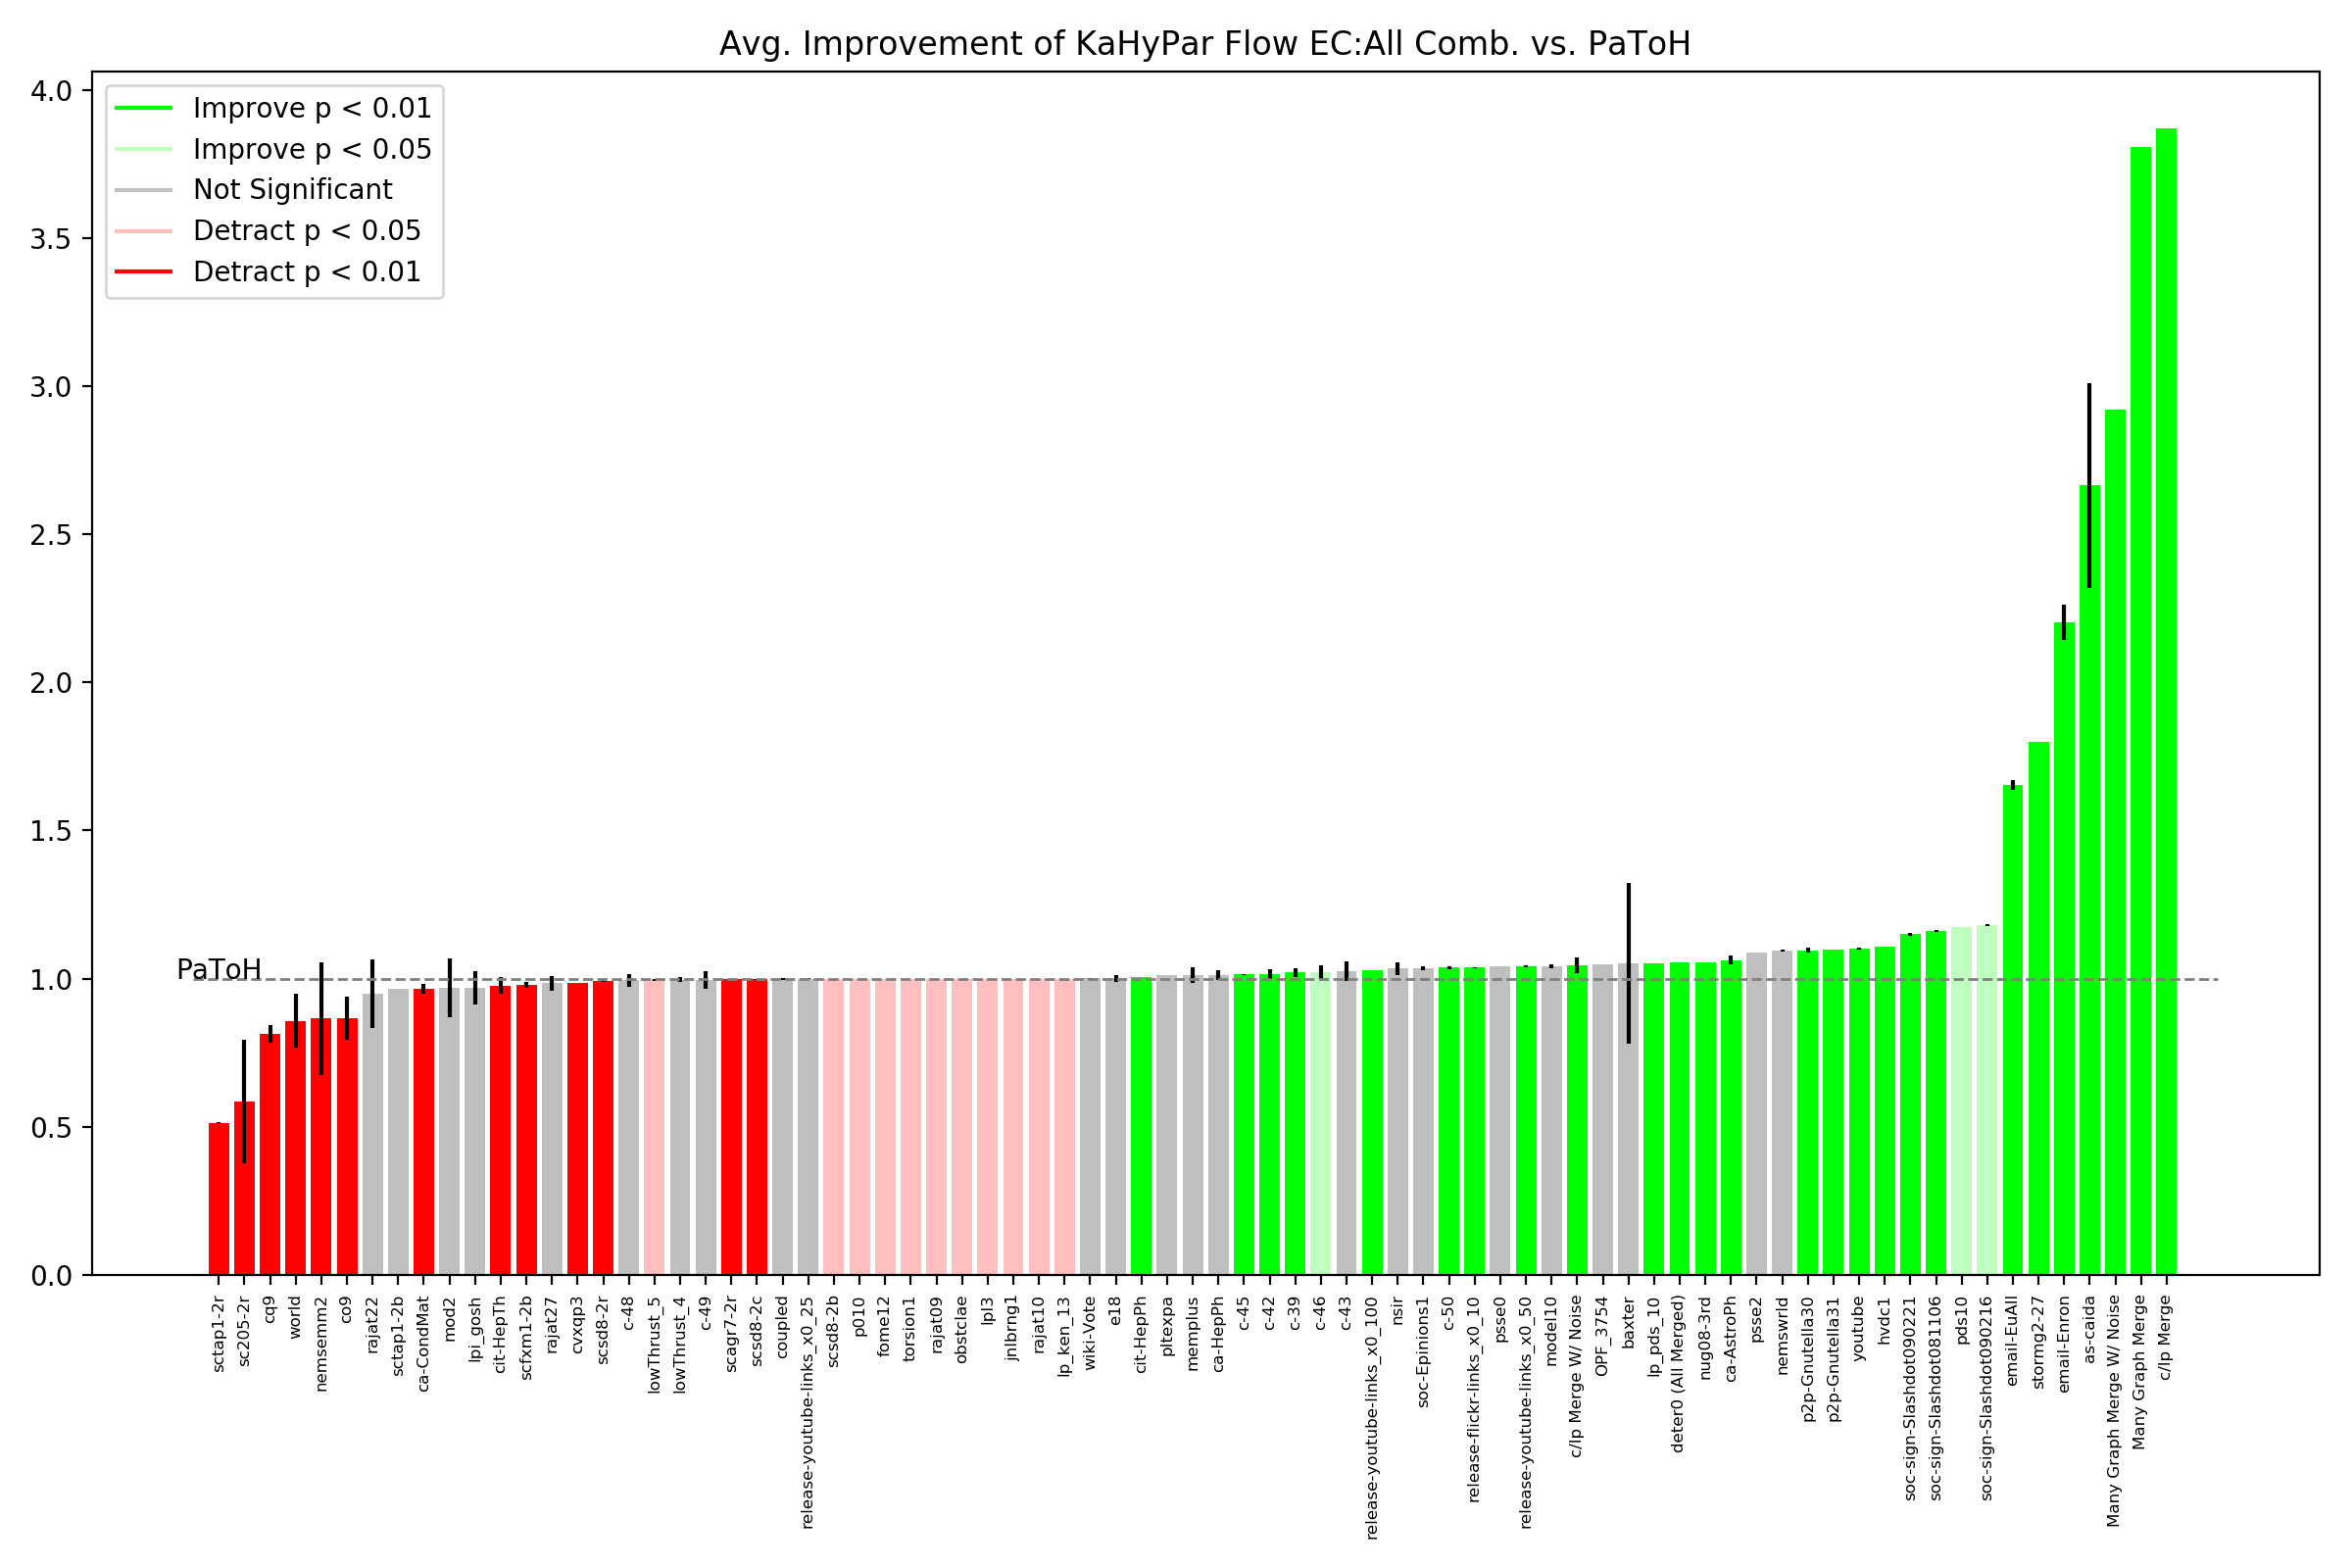 Avg. Improvement of KaHyPar Flow EC:All Comb. vs. PaToH
4.0
3.5
3.0
2.5
2.0
1.5
1.0
0.5
0.0
Improve p < 0.01
Improve p < 0.05
Not Significant
Detract p < 0.05
Detract p < 0.01
PaToH
sctap1-2r
sc205-2r
cq9
world
nemsemm2
co9
rajat22
sctap1-2b
ca-CondMat
mod2
lpi_gosh
cit-HepTh
scfxm1-2b
rajat27
cvxqp3
scsd8-2r
c-48
lowThrust_5
lowThrust_4
c-49
scagr7-2r
scsd8-2c
coupled
release-youtube-links_x0_25
scsd8-2b
p010
fome12
torsion1
rajat09
obstclae
lpl3
jnlbrng1
rajat10
lp_ken_13
wiki-Vote
e18
cit-HepPh
pltexpa
memplus
ca-HepPh
c-45
c-42
c-39
c-46
c-43
release-youtube-links_x0_100
nsir
soc-Epinions1
c-50
release-flickr-links_x0_10
psse0
release-youtube-links_x0_50
model10
c/lp Merge W/ Noise
OPF_3754
baxter
lp_pds_10
deter0 (All Merged)
nug08-3rd
ca-AstroPh
psse2
nemswrld
p2p-Gnutella30
p2p-Gnutella31
youtube
hvdc1
soc-sign-Slashdot090221
soc-sign-Slashdot081106
pds10
soc-sign-Slashdot090216
email-EuAll
stormg2-27
email-Enron
as-caida
Many Graph Merge W/ Noise
Many Graph Merge
c/lp Merge